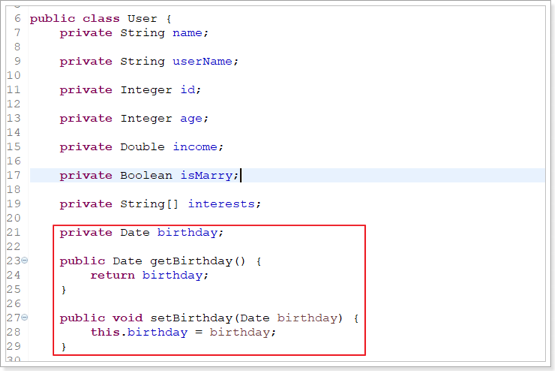 6 public class User {
7 private String name;
8
9 private String userName;
10
11 private Integer id;
12
13 private Integer age;
14
15 private Double income;
16
17 private Boolean isMarry;
18
19 private String[] interests;
20
21 private Date birthday;
22
23 public Date getBirthday() {
24 return birthday;
25 }
26
27 public void setBirthday(Date birthday) {
28 this.birthday = birthday;
29 }
30